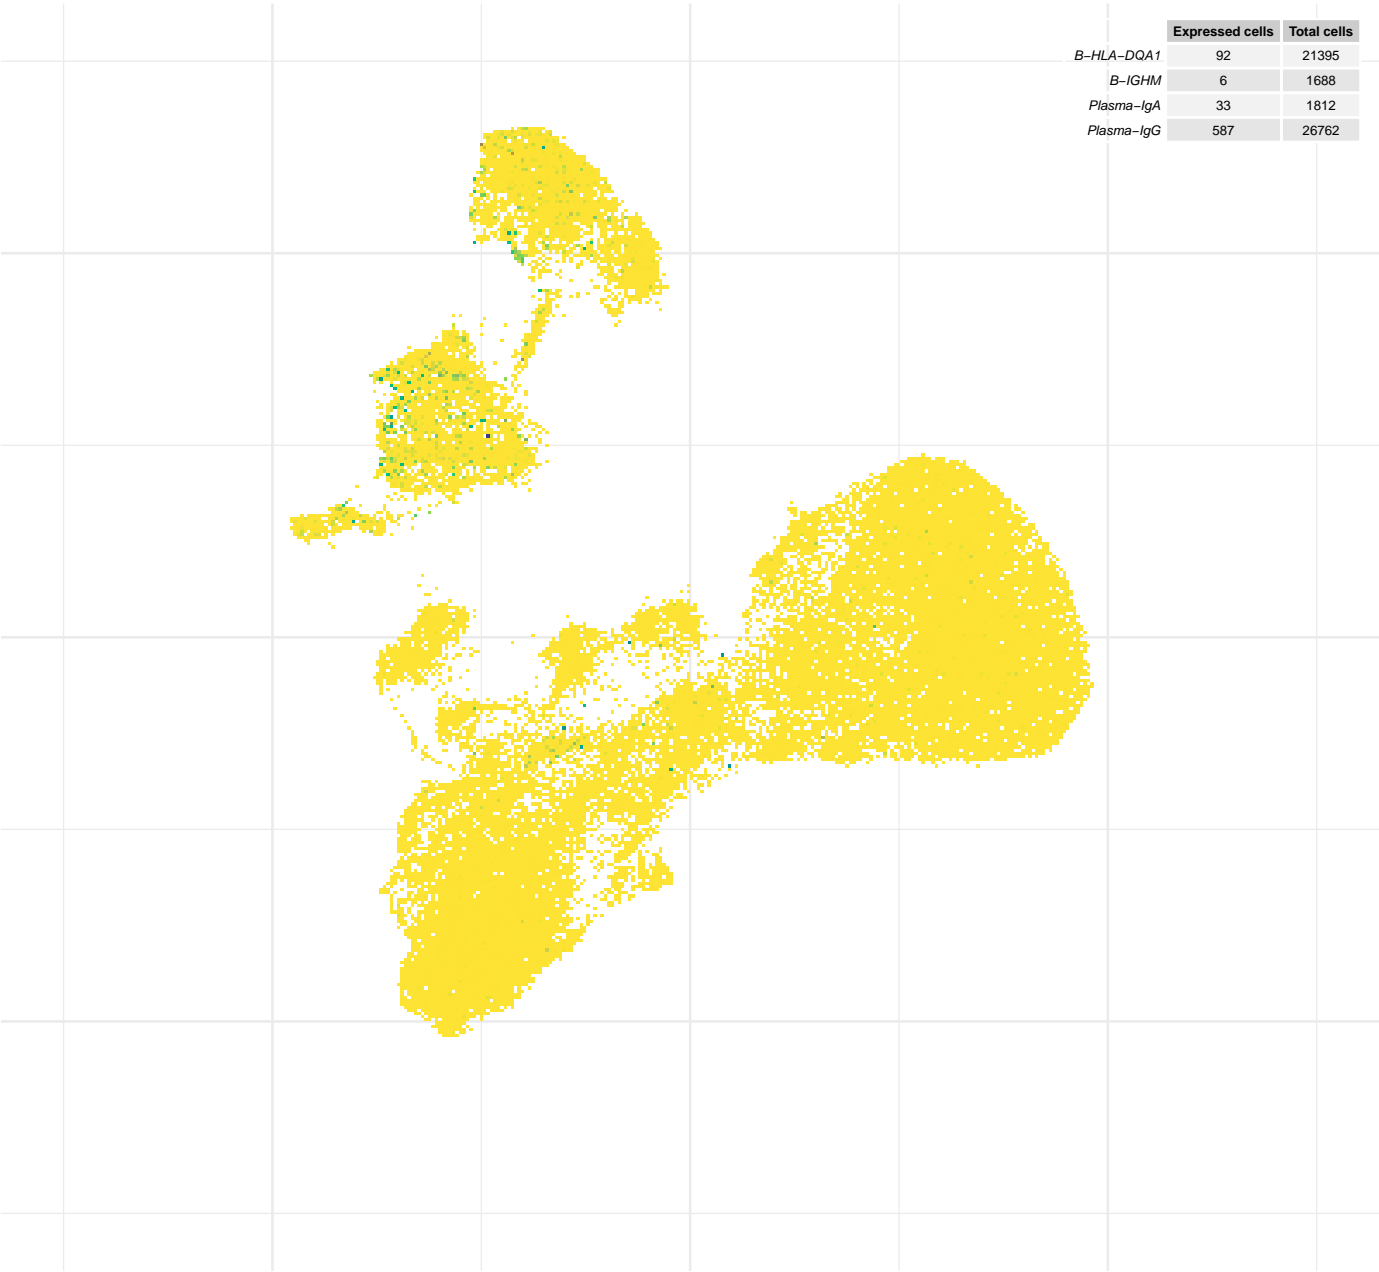 Expressed cells Total cells
B−HLA−DQA1 92 21395
B−IGHM 6 1688
Plasma−IgA 33 1812
Plasma−IgG 587 26762